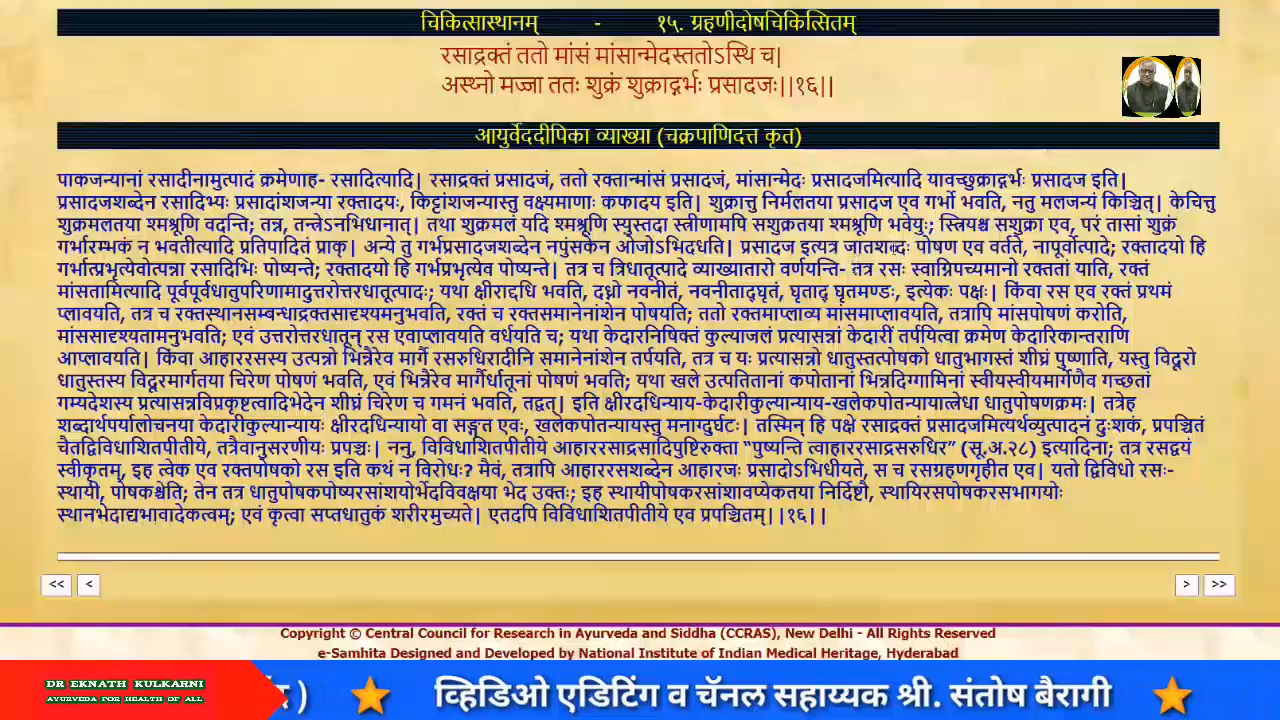 चिकित्सास्थानम् - १५. ग्रहणीदोषचिकित्सितम्
रसाद्रक्तं ततो मांसं मांसान्मेदस्ततोऽस्थि च|
अस्थ्नो मज्जा ततः शुक्रं शुक्राद्गर्भः प्रसादजः||१६||
आयुर्वेददीपिका व्याख्या (चक्रपाणिदत्त कृत)
पाकजन्यानां रसादीनामुत्पादं क्रमेणाह- रसादित्यादि| रसाद्रक्तं प्रसादजं, ततो रक्तान्मांसं प्रसादजं, मांसान्मेदः प्रसादजमित्यादि यावच्छुक्राद्गर्भः प्रसादज इति|
प्रसादजशब्देन रसादिभ्यः प्रसादांशजन्या रक्तादयः, किट्टांशजन्यास्तु वक्ष्यमाणाः कफादय इति| शुक्रात्तु निर्मलतया प्रसादज एव गर्भो भवति, नतु मलजन्यं किञ्चित्| केचित्तु
शुक्रमलतया श्मश्रूणि वदन्ति; तन्न, तन्त्रेऽनभिधानात्| तथा शुक्रमलं यदि श्मश्रूणि स्युस्तदा स्त्रीणामपि सशुक्रतया श्मश्रूणि भवेयुः; स्त्रियश्च सशुक्रा एव, परं तासां शुक्रं
गर्भारम्भकं न भवतीत्यादि प्रतिपादितं प्राक्| अन्ये तु गर्भप्रसादजशब्देन नपुंसकेन ओजोऽभिदधति| प्रसादज इत्यत्र जातशब्दः पोषण एव वर्तते, नापूर्वोत्पादे; रक्तादयो हि
गर्भात्प्रभृत्येवोत्पन्ना रसादिभिः पोष्यन्ते; रक्तादयो हि गर्भप्रभृत्येव पोष्यन्ते| तत्र च त्रिधातूत्पादे व्याख्यातारो वर्णयन्ति- तत्र रसः स्वाग्निपच्यमानो रक्ततां याति, रक्तं
मांसतामित्यादि पूर्वपूर्वधातुपरिणामादुत्तरोत्तरधातूत्पादः; यथा क्षीराद्दधि भवति, दध्नो नवनीतं, नवनीताद्घृतं, घृताद् घृतमण्डः, इत्येकः पक्षः| किंवा रस एव रक्तं प्रथमं
प्लावयति, तत्र च रक्तस्थानसम्बन्धाद्रक्तसादृश्यमनुभवति, रक्तं च रक्तसमानेनांशेन पोषयति; ततो रक्तमाप्लाव्य मांसमाप्लावयति, तत्रापि मांसपोषणं करोति,
मांससादृश्यतामनुभवति; एवं उत्तरोत्तरधातून् रस एवाप्लावयति वर्धयति च; यथा केदारनिषिक्तं कुल्याजलं प्रत्यासन्नां केदारीं तर्पयित्वा क्रमेण केदारिकान्तराणि
आप्लावयति| किंवा आहाररसस्य उत्पन्नो भिन्नैरेव मार्गै रसरुधिरादीनि समानेनांशेन तर्पयति, तत्र च यः प्रत्यासन्नो धातुस्तत्पोषको धातुभागस्तं शीघ्रं पुष्णाति, यस्तु विदूरो
धातुस्तस्य विदूरमार्गतया चिरेण पोषणं भवति, एवं भिन्नैरेव मार्गैर्धातूनां पोषणं भवति; यथा खले उत्पतितानां कपोतानां भिन्नदिग्गामिनां स्वीयस्वीयमार्गेणैव गच्छतां
गम्यदेशस्य प्रत्यासन्नविप्रकृष्टत्वादिभेदेन शीघ्रं चिरेण च गमनं भवति, तद्वत्| इति क्षीरदधिन्याय-केदारीकुल्यान्याय-खलेकपोतन्यायात्त्रेधा धातुपोषणक्रमः| तत्रेह
शब्दार्थपर्यालोचनया केदारीकुल्यान्यायः क्षीरदधिन्यायो वा सङ्गत एवः, खलेकपोतन्यायस्तु मनाग्दुर्घटः| तस्मिन् हि पक्षे रसाद्रक्तं प्रसादजमित्यर्थव्युत्पादनं दुःशकं, प्रपञ्चितं
चैतद्विविधाशितपीतीये, तत्रैवानुसरणीयः प्रपञ्चः| ननु, विविधाशितपीतीये आहाररसाद्रसादिपुष्टिरुक्ता “पुष्यन्ति त्वाहाररसाद्रसरुधिर” (सू.अ.२८) इत्यादिना; तत्र रसद्वयं
स्वीकृतम्, इह त्वेक एव रक्तपोषको रस इति कथं न विरोधः? मैवं, तत्रापि आहाररसशब्देन आहारजः प्रसादोऽभिधीयते, स च रसग्रहणगृहीत एव| यतो द्विविधो रसः-
स्थायी, पोषकश्चेति; तेन तत्र धातुपोषकपोष्यरसांशयोर्भेदविवक्षया भेद उक्तः; इह स्थायीपोषकरसांशावप्येकतया निर्दिष्टौ, स्थायिरसपोषकरसभागयोः
स्थानभेदाद्यभावादेकत्वम्; एवं कृत्वा सप्तधातुकं शरीरमुच्यते| एतदपि विविधाशितपीतीये एव प्रपञ्चितम्||१६||
<< < > >>
Copyright © Central Council for Research in Ayurveda and Siddha (CCRAS), New Delhi - All Rights Reserved
e-Samhita Designed and Developed by National Institute of Indian Medical Heritage, Hyderabad
DR EKNATH KULKARNI
AYURVEDA FOR HEALTH OF ALL
) व्हिडिओ एडिटिंग व चॅनल सहाय्यक श्री. संतोष बैरागी